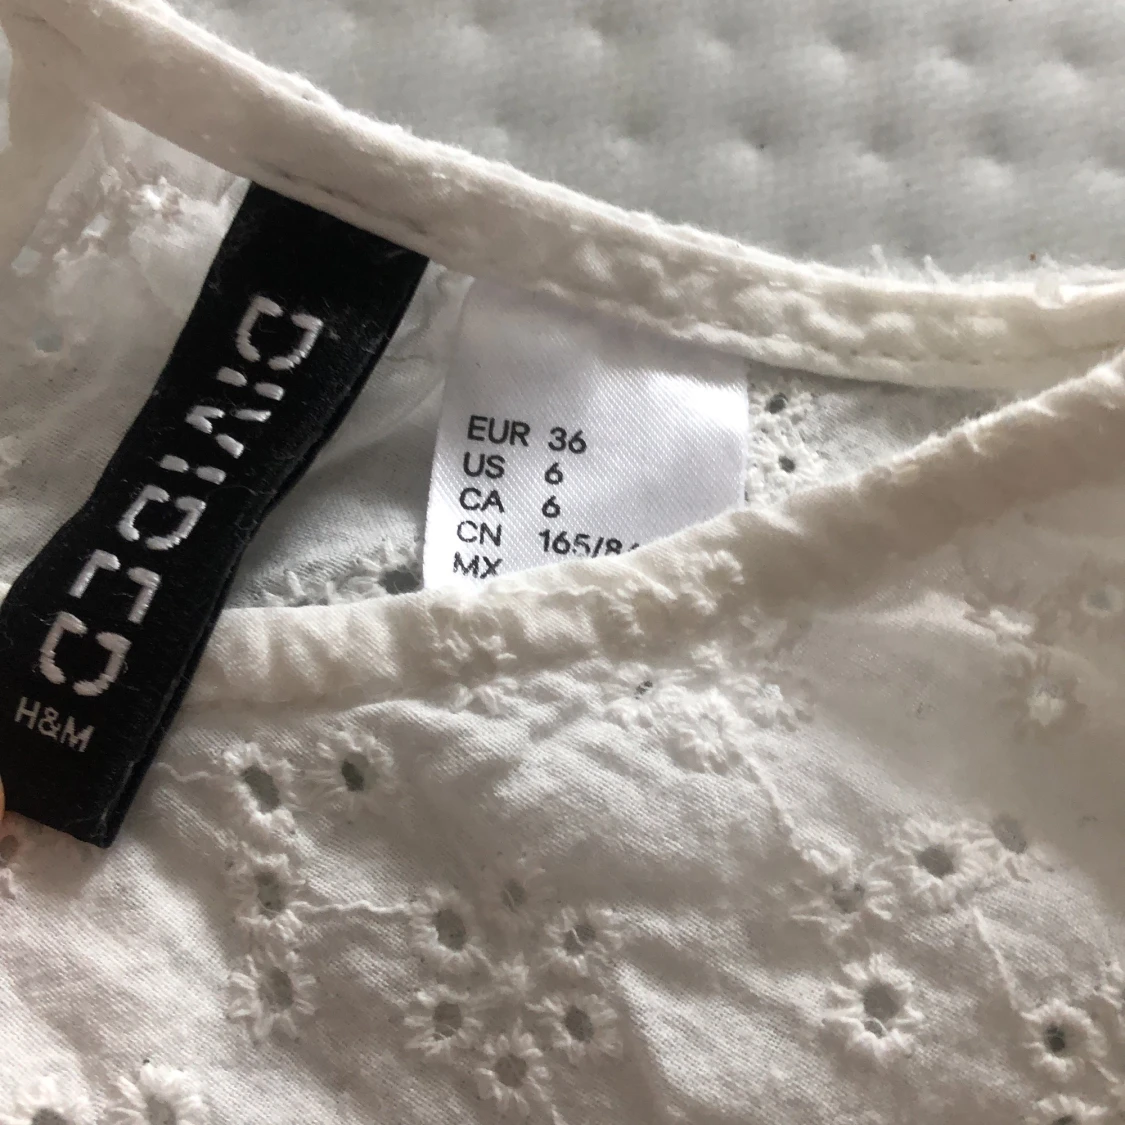 DIVIDED
H&M
EUR 36
US 6
CA 6
CN 165/8
MX